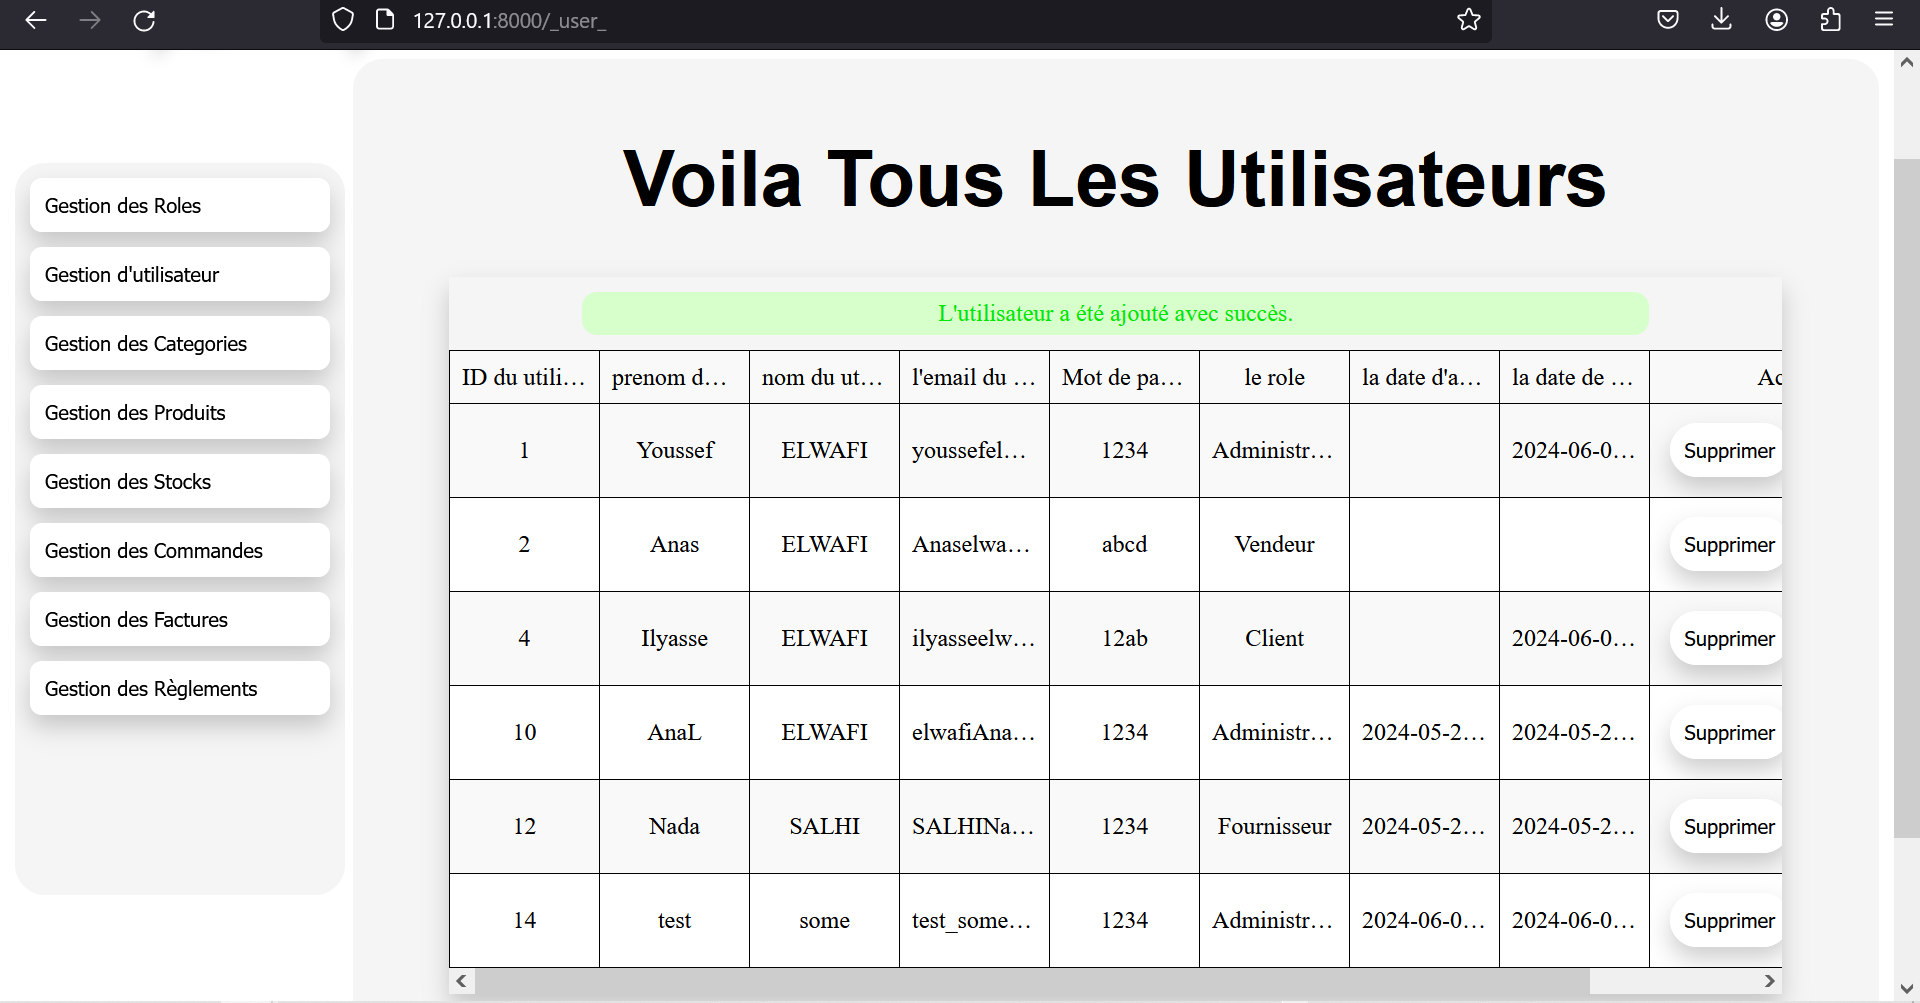 127.0.0.1:8000/_user_
Voila Tous Les Utilisateurs
Gestion des Roles
Gestion d'utilisateur
Gestion des Categories
Gestion des Produits
Gestion des Stocks
Gestion des Commandes
Gestion des Factures
Gestion des Règlements
L'utilisateur a été ajouté avec succès.
ID du utili… prenom d… nom du ut… l'email du … Mot de pa… le role la date d'a… la date de … Ac
1 Youssef ELWAFI youssefel… 1234 Administr… 2024-06-0… Supprimer
2 Anas ELWAFI Anaselwa… abcd Vendeur Supprimer
4 Ilyasse ELWAFI ilyasseelw… 12ab Client 2024-06-0… Supprimer
10 AnaL ELWAFI elwafiAna… 1234 Administr… 2024-05-2… 2024-05-2… Supprimer
12 Nada SALHI SALHINa… 1234 Fournisseur 2024-05-2… 2024-05-2… Supprimer
14 test some test_some… 1234 Administr… 2024-06-0… 2024-06-0… Supprimer